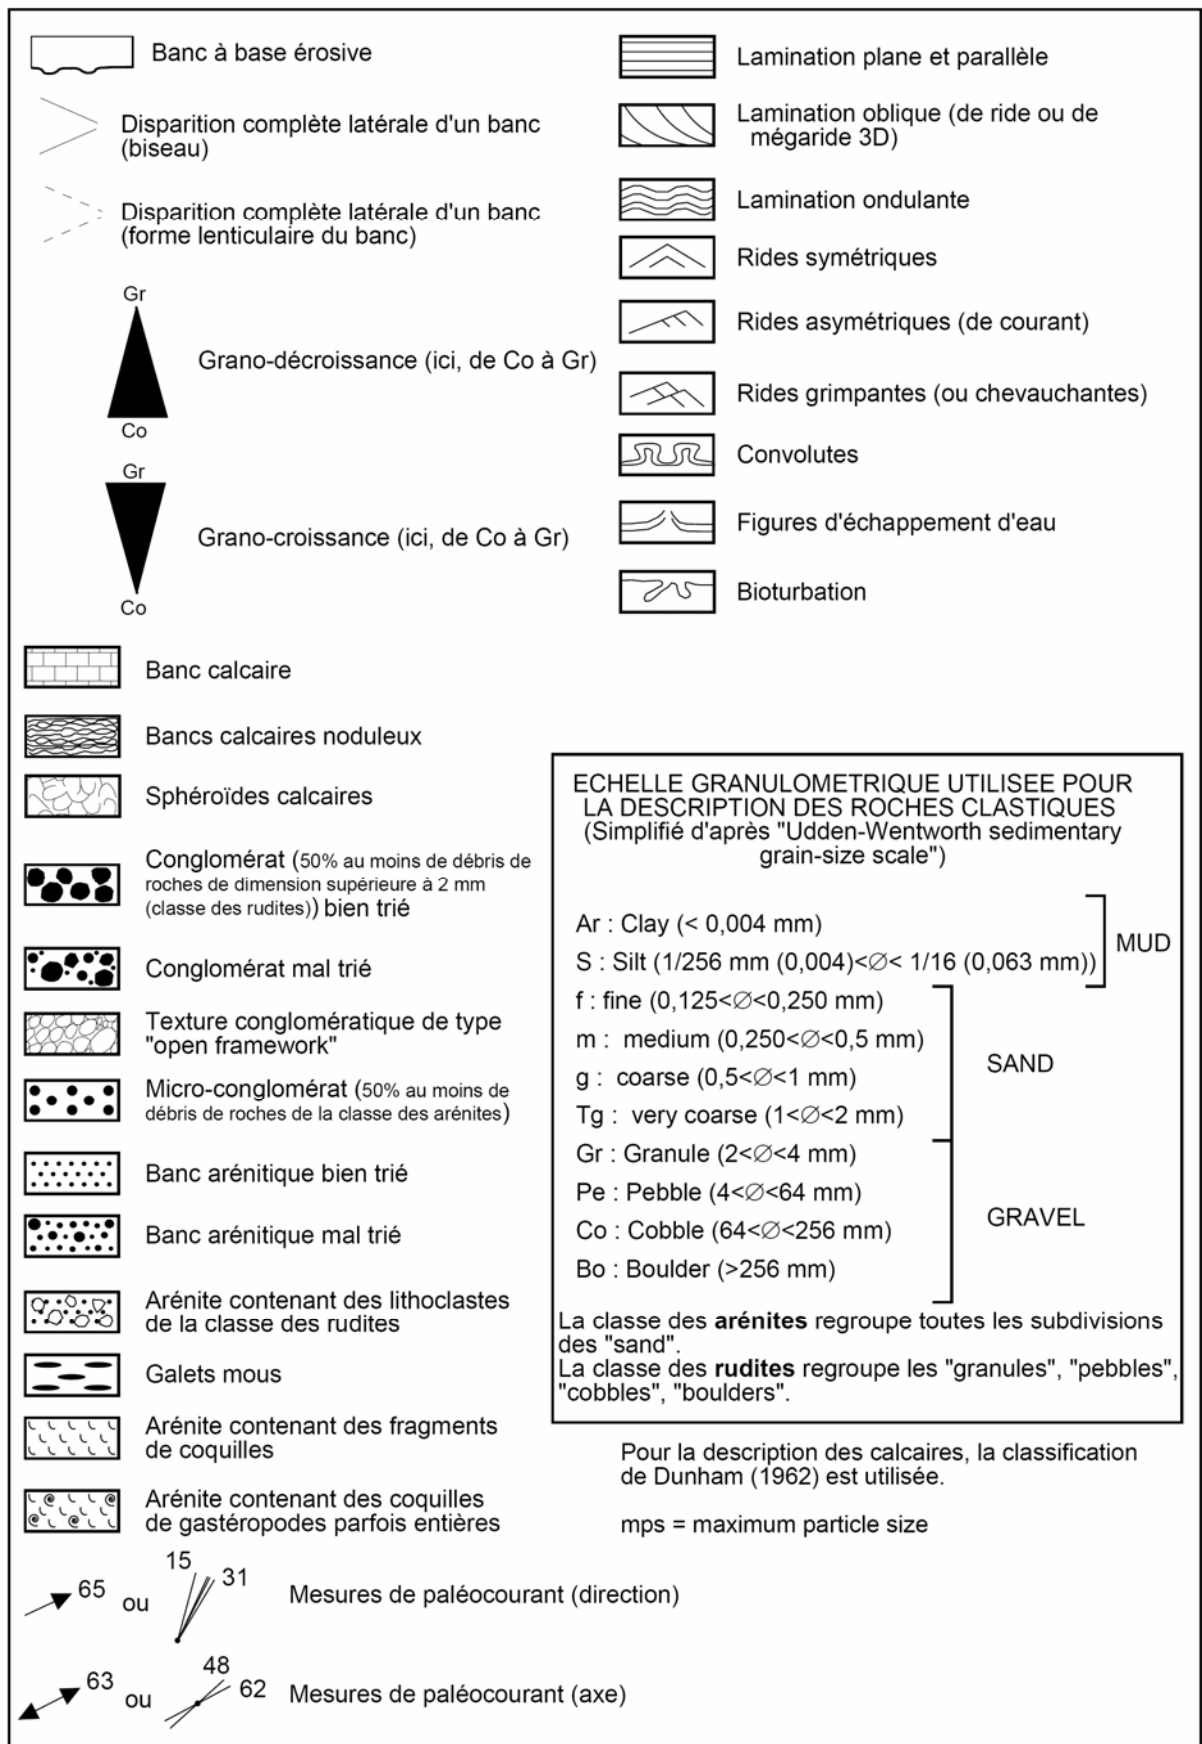 Banc à base érosive
Disparition complète latérale d'un banc
(biseau)
Disparition complète latérale d'un banc
(forme lenticulaire du banc)
Gr
Grano-décroissance (ici, de Co à Gr)
Co
Gr
Grano-croissance (ici, de Co à Gr)
Co
Lamination plane et parallèle
Lamination oblique (de ride ou de
mégaride 3D)
Lamination ondulante
Rides symétriques
Rides asymétriques (de courant)
Rides grimpantes (ou chevauchantes)
Convolutes
Figures d'échappement d'eau
Bioturbation
Banc calcaire
Bancs calcaires noduleux
Sphéroïdes calcaires
Conglomérat (50% au moins de débris de
roches de dimension supérieure à 2 mm
(classe des rudites)) bien trié
Conglomérat mal trié
Texture conglomératique de type
"open framework"
Micro-conglomérat (50% au moins de
débris de roches de la classe des arénites)
Banc arénitique bien trié
Banc arénitique mal trié
Arénite contenant des lithoclastes
de la classe des rudites
Galets mous
Arénite contenant des fragments
de coquilles
Arénite contenant des coquilles
de gastéropodes parfois entières
ECHELLE GRANULOMETRIQUE UTILISEE POUR
LA DESCRIPTION DES ROCHES CLASTIQUES
(Simplifié d'après "Udden-Wentworth sedimentary
grain-size scale")
Ar : Clay (< 0,004 mm)
S : Silt (1/256 mm (0,004)<∅< 1/16 (0,063 mm))
MUD
f : fine (0,125<∅<0,250 mm)
m : medium (0,250<∅<0,5 mm)
g : coarse (0,5<∅<1 mm)
Tg : very coarse (1<∅<2 mm)
SAND
Gr : Granule (2<∅<4 mm)
Pe : Pebble (4<∅<64 mm)
Co : Cobble (64<∅<256 mm)
Bo : Boulder (>256 mm)
GRAVEL
La classe des arénites regroupe toutes les subdivisions
des "sand".
La classe des rudites regroupe les "granules", "pebbles",
"cobbles", "boulders".
Pour la description des calcaires, la classification
de Dunham (1962) est utilisée.
mps = maximum particle size
65 ou 15 31 Mesures de paléocourant (direction)
63 ou 48 62 Mesures de paléocourant (axe)